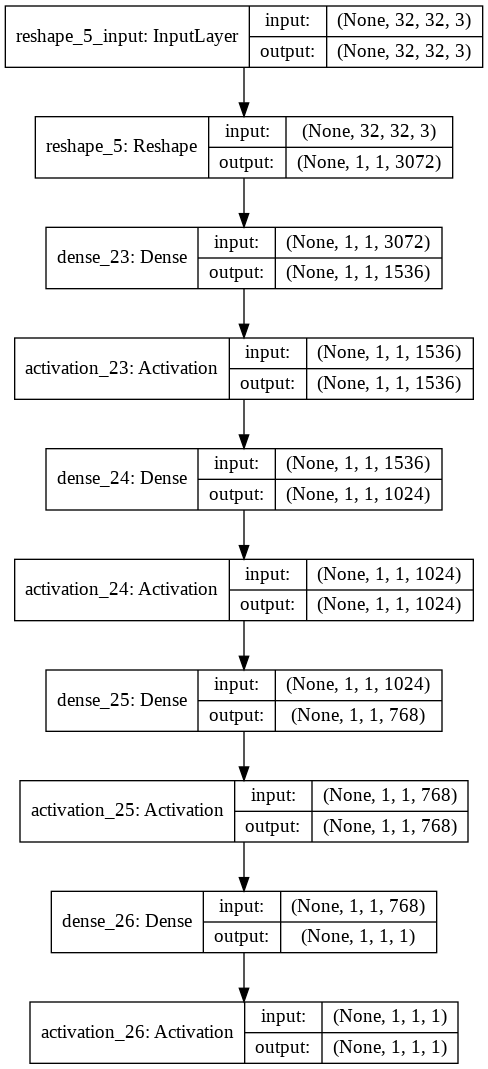 reshape_5_input: InputLayer
input: (None, 32, 32, 3)
output: (None, 32, 32, 3)
reshape_5: Reshape
input: (None, 32, 32, 3)
output: (None, 1, 1, 3072)
dense_23: Dense
input: (None, 1, 1, 3072)
output: (None, 1, 1, 1536)
activation_23: Activation
input: (None, 1, 1, 1536)
output: (None, 1, 1, 1536)
dense_24: Dense
input: (None, 1, 1, 1536)
output: (None, 1, 1, 1024)
activation_24: Activation
input: (None, 1, 1, 1024)
output: (None, 1, 1, 1024)
dense_25: Dense
input: (None, 1, 1, 1024)
output: (None, 1, 1, 768)
activation_25: Activation
input: (None, 1, 1, 768)
output: (None, 1, 1, 768)
dense_26: Dense
input: (None, 1, 1, 768)
output: (None, 1, 1, 1)
activation_26: Activation
input: (None, 1, 1, 1)
output: (None, 1, 1, 1)